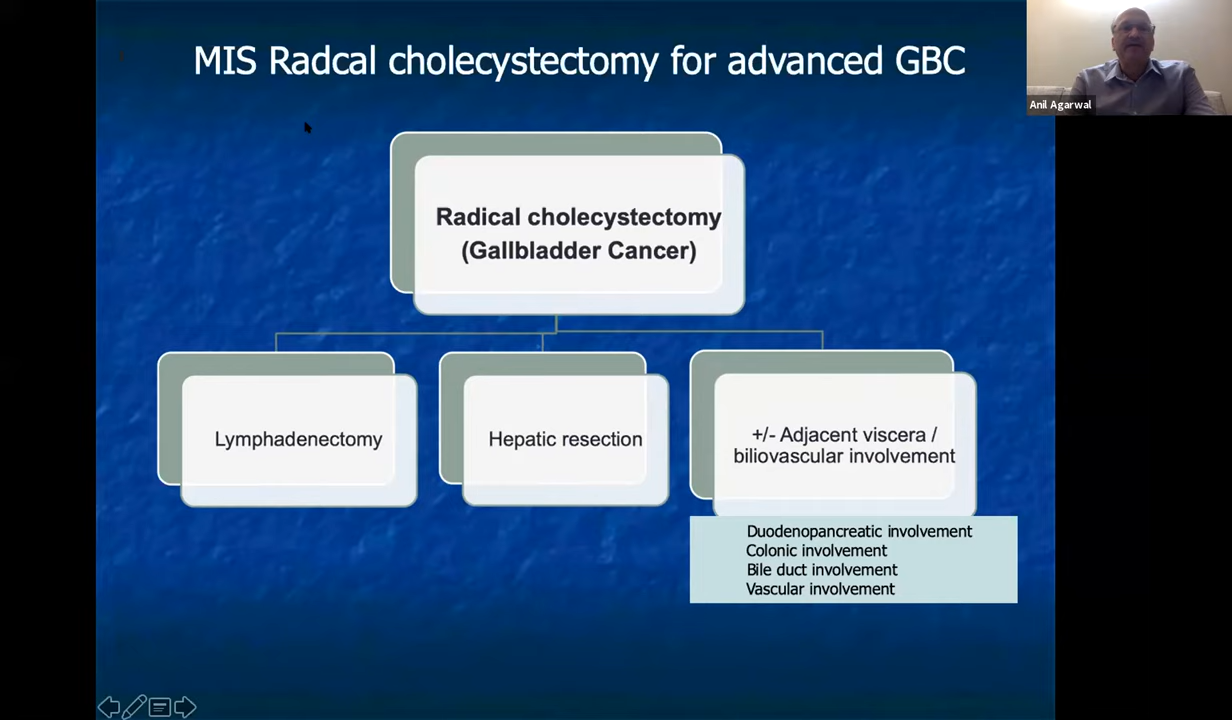 MIS Radcal cholecystectomy for advanced GBC
Anil Agarwal
Radical cholecystectomy
(Gallbladder Cancer)
Lymphadenectomy
Hepatic resection
+/- Adjacent viscera /
biliovascular involvement
Duodenopancreatic involvement
Colonic involvement
Bile duct involvement
Vascular involvement